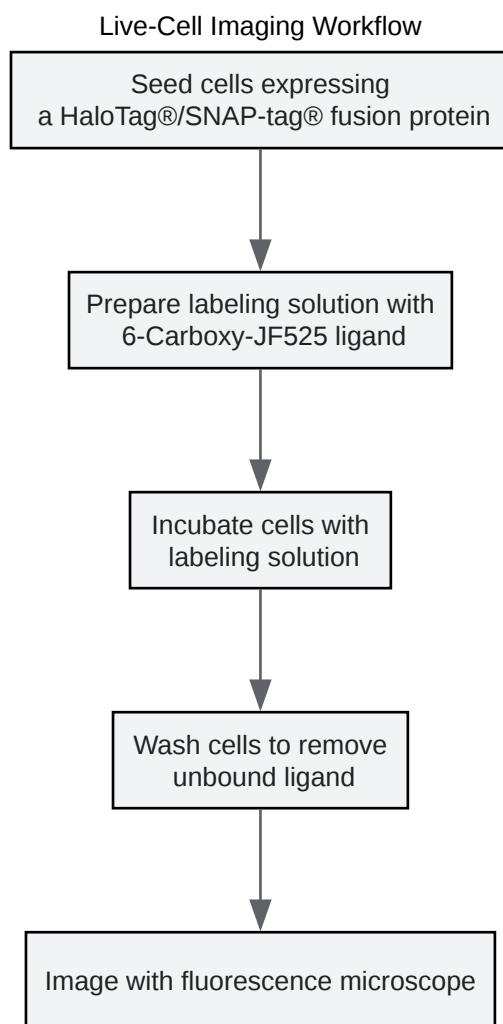 Live-Cell Imaging Workflow
Seed cells expressing
a HaloTag®/SNAP-tag® fusion protein
Prepare labeling solution with
6-Carboxy-JF525 ligand
Incubate cells with
labeling solution
Wash cells to remove
unbound ligand
Image with fluorescence microscope